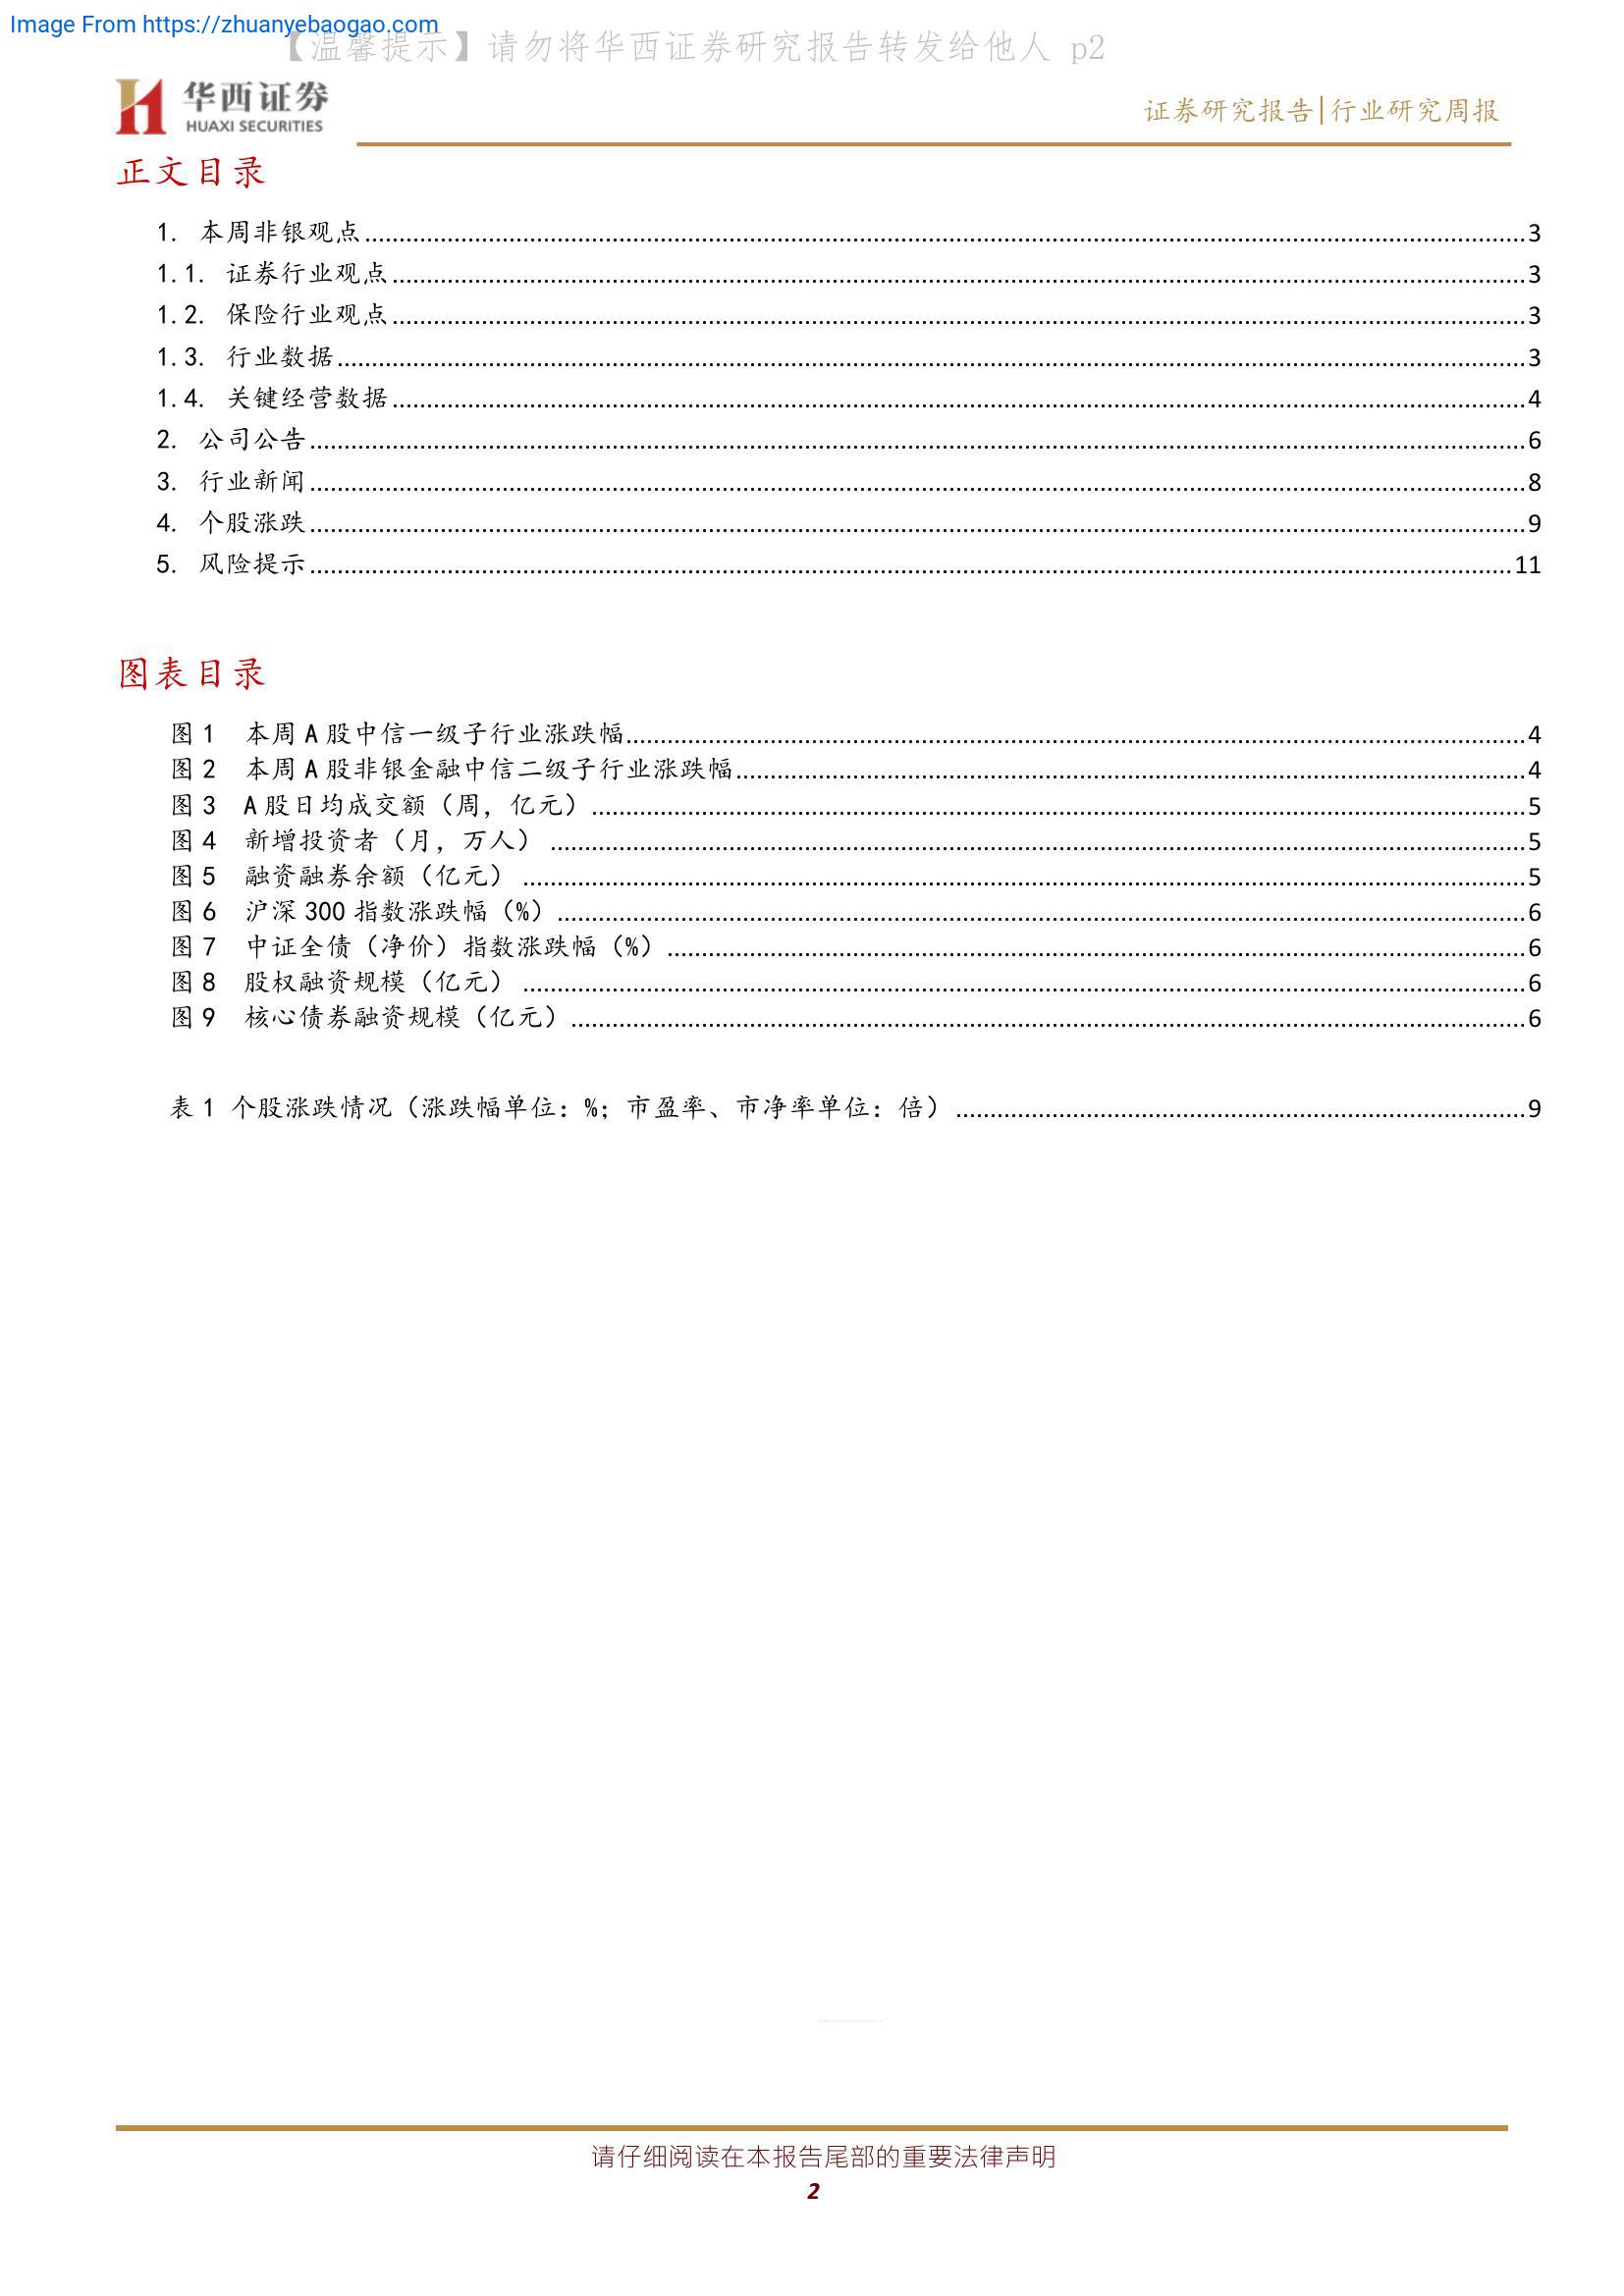 Image From https://zhuanyebaogao.com
【温馨提示】请勿将华西证券研究报告转发给他人 p2
华西证券
HUAXI SECURITIES
证券研究报告|行业研究周报
正文目录
1. 本周非银观点 3
1.1. 证券行业观点 3
1.2. 保险行业观点 3
1.3. 行业数据 3
1.4. 关键经营数据 4
2. 公司公告 6
3. 行业新闻 8
4. 个股涨跌 9
5. 风险提示 11
图表目录
图 1 本周 A 股中信一级子行业涨跌幅 4
图 2 本周 A 股非银金融中信二级子行业涨跌幅 4
图 3 A 股日均成交额（周，亿元） 5
图 4 新增投资者（月，万人） 5
图 5 融资融券余额（亿元） 5
图 6 沪深 300 指数涨跌幅（%） 6
图 7 中证全债（净价）指数涨跌幅（%） 6
图 8 股权融资规模（亿元） 6
图 9 核心债券融资规模（亿元） 6
表 1 个股涨跌情况（涨跌幅单位：%；市盈率、市净率单位：倍） 9
请仔细阅读在本报告尾部的重要法律声明
2